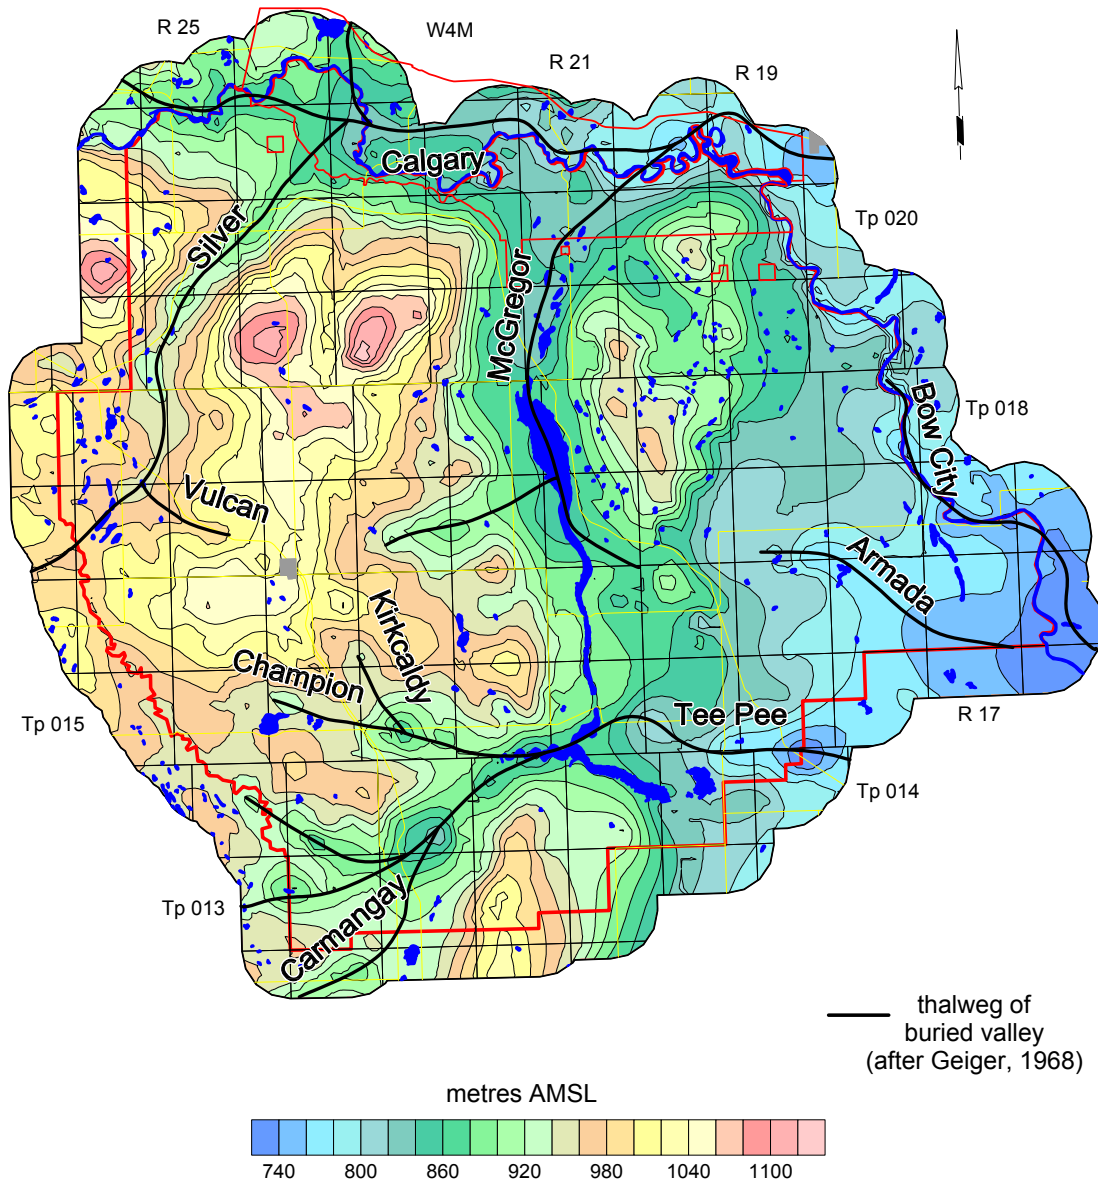 R 25
W4M
R 21
R 19
Calgary
Silver
Tp 020
McGregor
Bow City
Tp 018
Vulcan
Armada
Kirkcaldy
Champion
Tee Pee
R 17
Tp 015
Tp 014
Tp 013
Carmangay
thalweg of
buried valley
(after Geiger, 1968)
metres AMSL
740 800 860 920 980 1040 1100